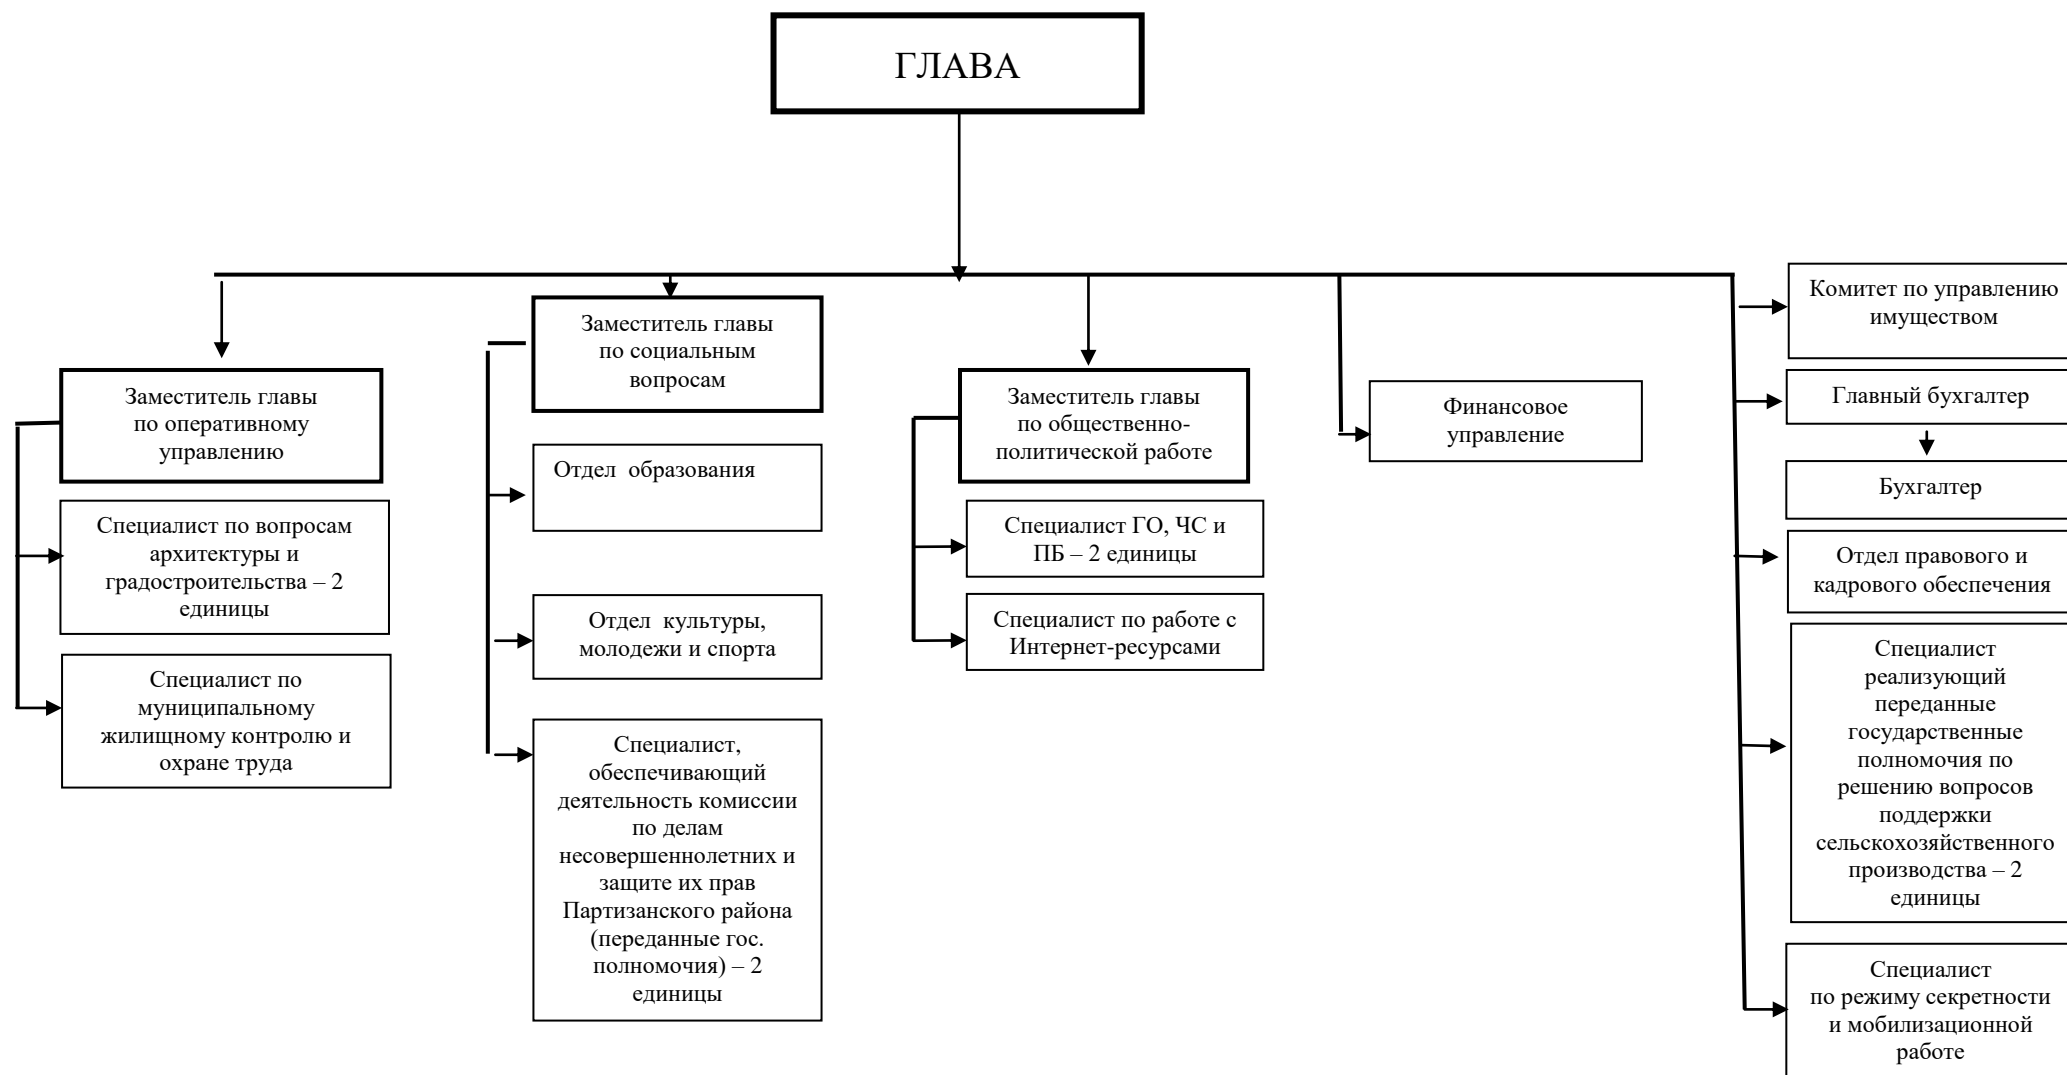 ГЛАВА
Заместитель главы
по оперативному
управлению
Специалист по вопросам
архитектуры и
градостроительства – 2
единицы
Специалист по
муниципальному
жилищному контролю и
охране труда
Заместитель главы
по социальным
вопросам
Отдел образования
Отдел культуры,
молодежи и спорта
Специалист,
обеспечивающий
деятельность комиссии
по делам
несовершеннолетних и
защите их прав
Партизанского района
(переданные гос.
полномочия) – 2
единицы
Заместитель главы
по общественно-
политической работе
Специалист ГО, ЧС и
ПБ – 2 единицы
Специалист по работе с
Интернет-ресурсами
Финансовое
управление
Комитет по управлению
имуществом
Главный бухгалтер
Бухгалтер
Отдел правового и
кадрового обеспечения
Специалист
реализующий
переданные
государственные
полномочия по
решению вопросов
поддержки
сельскохозяйственного
производства – 2
единицы
Специалист
по режиму секретности
и мобилизационной
работе